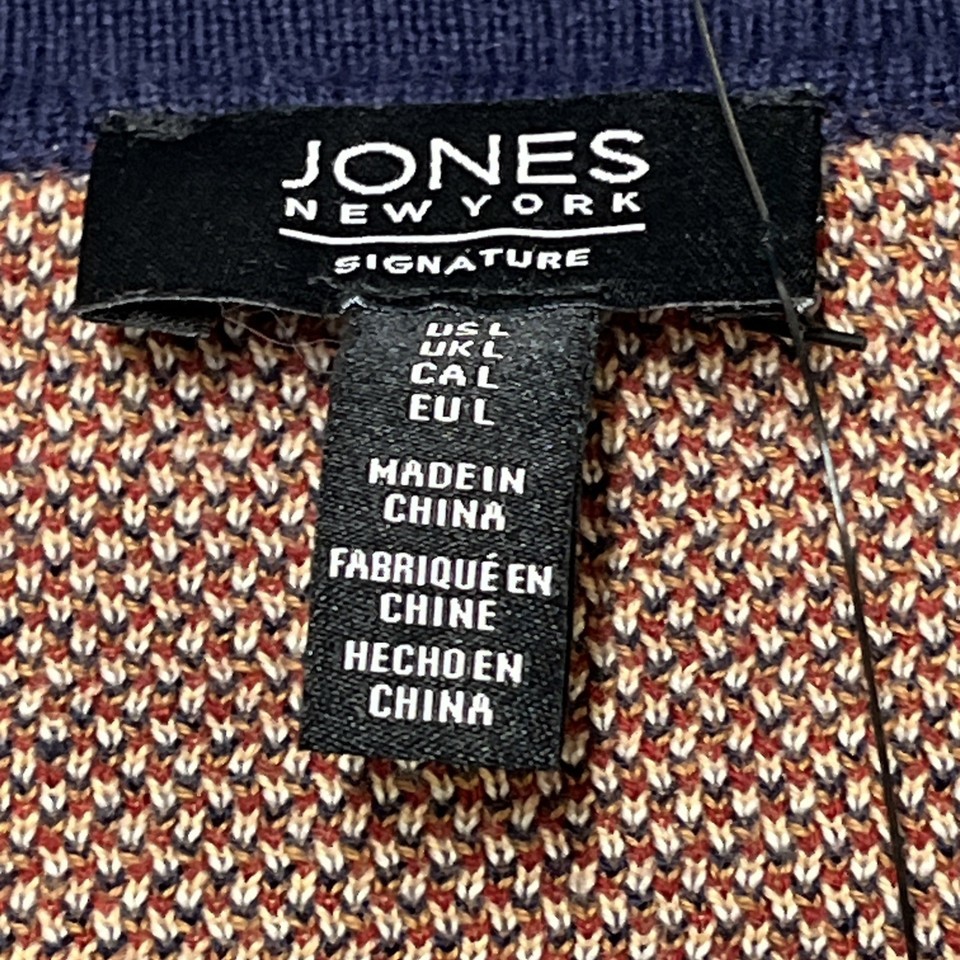 JONES
NEW YORK
SIGNATURE
US L
UK L
CA L
EU L
MADE IN
CHINA
FABRIQUÉ EN
CHINE
HECHO EN
CHINA